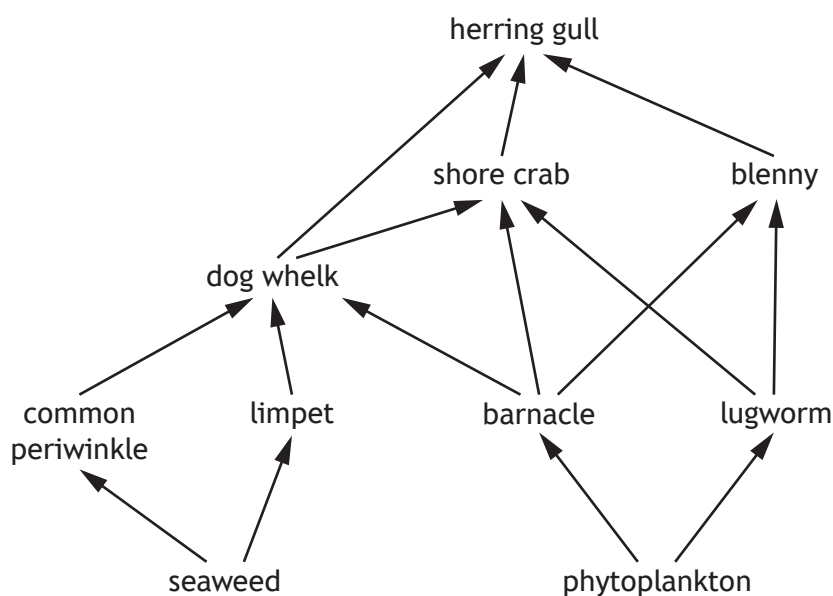 herring gull
shore crab
blenny
dog whelk
common
periwinkle
limpet
barnacle
lugworm
seaweed
phytoplankton